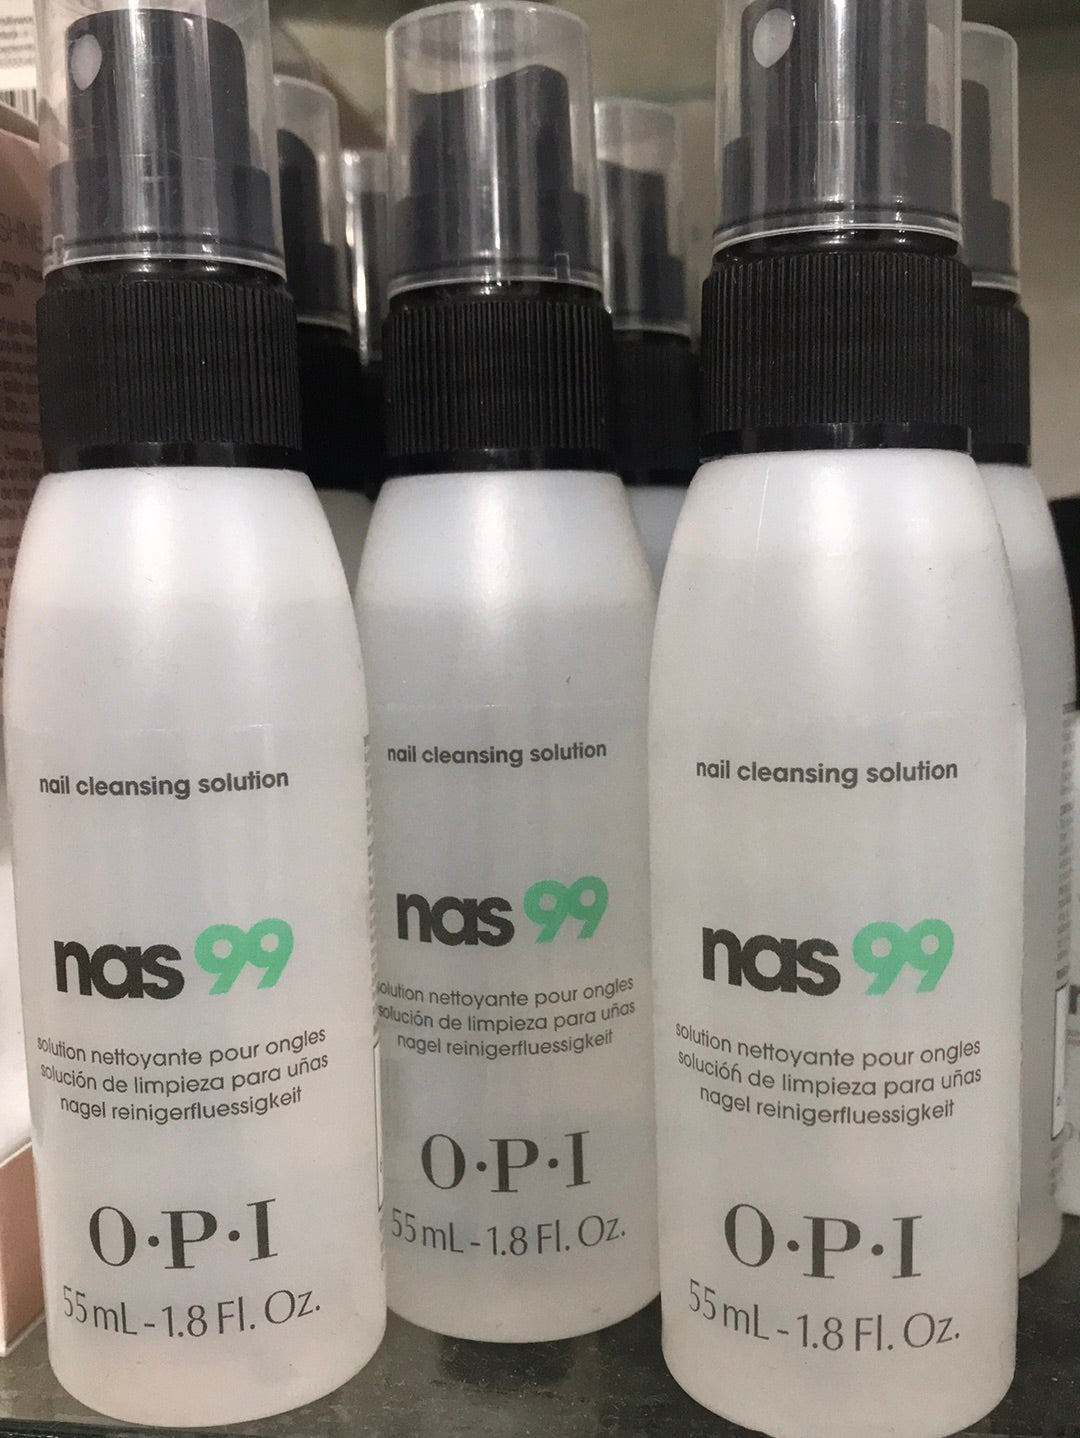 nail cleansing solution
nas 99
solution nettoyante pour ongles
solución de limpieza para uñas
nagel reinigerfluessigkeit
O·P·I
55 mL - 1.8 Fl. Oz.
nail cleansing solution
nas 99
solution nettoyante pour ongles
solución de limpieza para uñas
nagel reinigerfluessigkeit
O·P·I
55 mL - 1.8 Fl. Oz.
nail cleansing solution
nas 99
solution nettoyante pour ongles
solución de limpieza para uñas
nagel reinigerfluessigkeit
O·P·I
55 mL - 1.8 Fl. Oz.